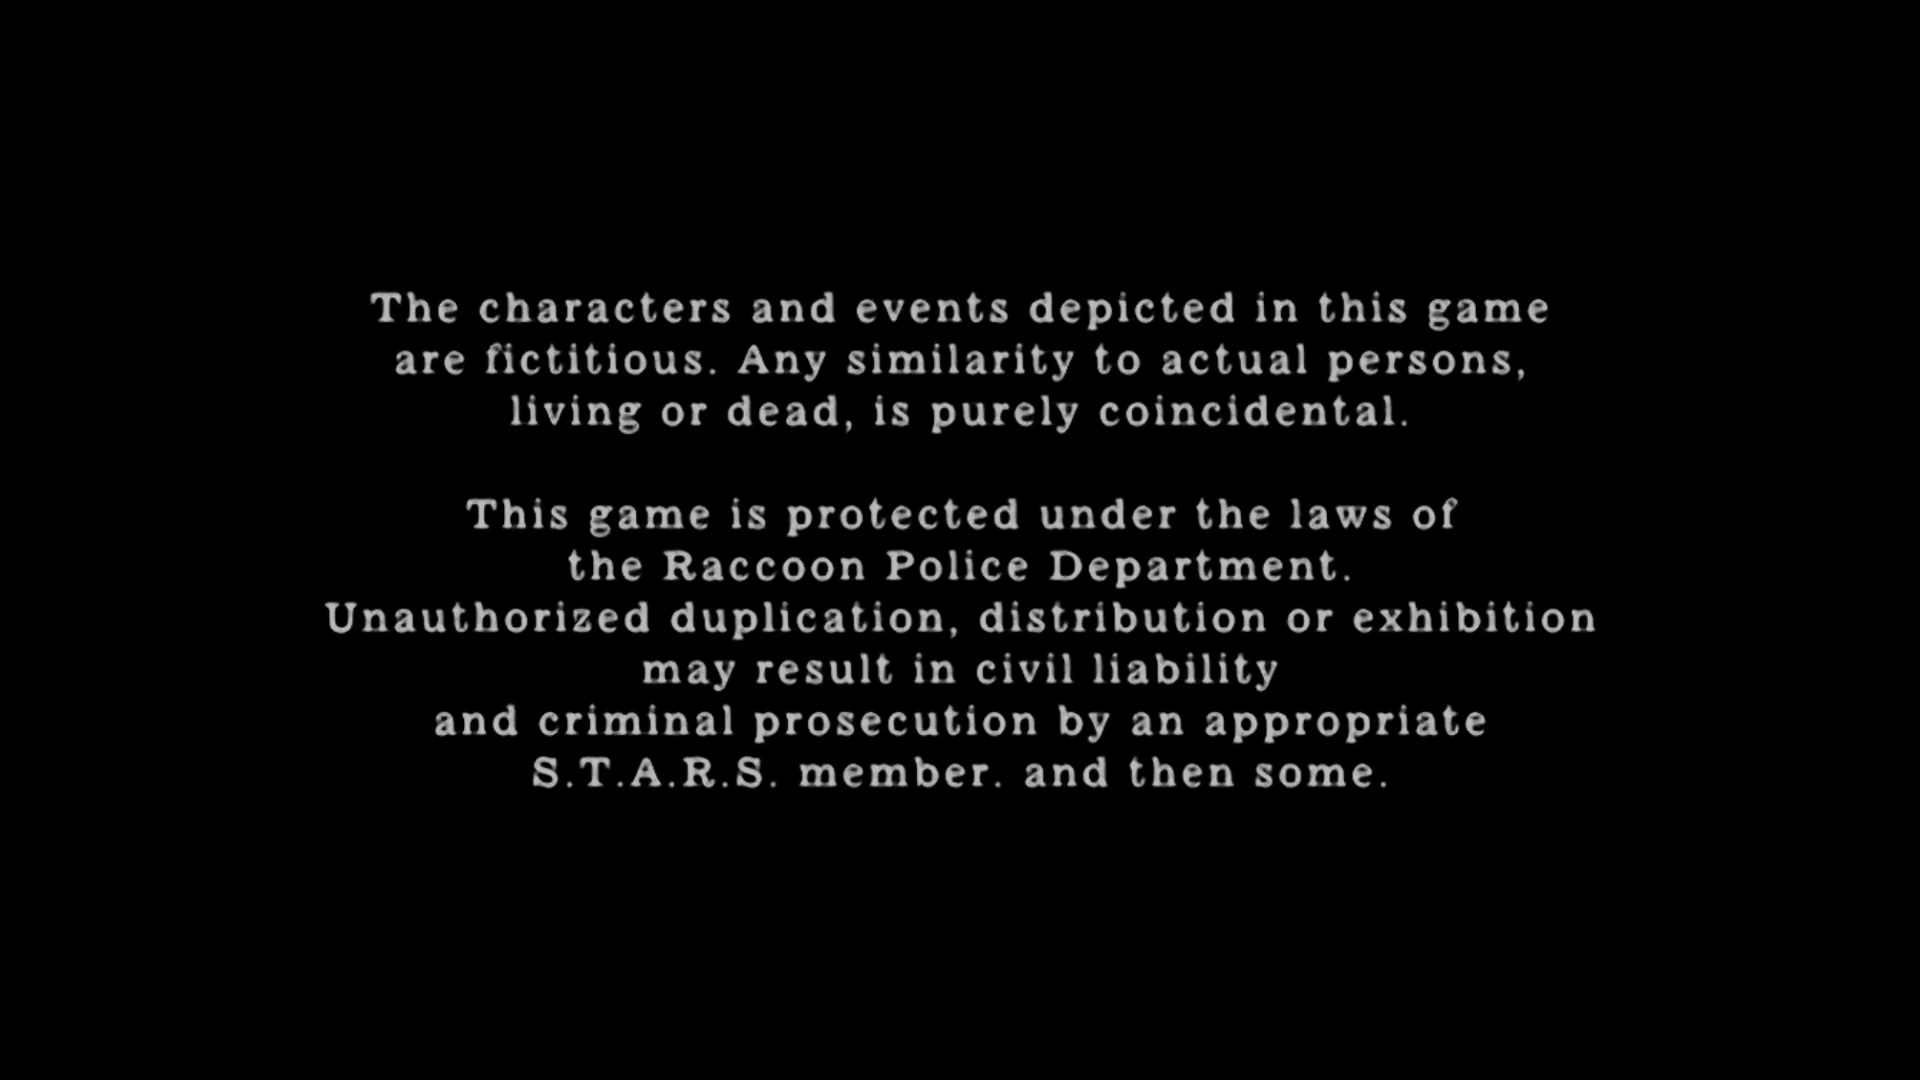 The characters and events depicted in this game
are fictitious. Any similarity to actual persons,
living or dead, is purely coincidental.
This game is protected under the laws of
the Raccoon Police Department.
Unauthorized duplication, distribution or exhibition
may result in civil liability
and criminal prosecution by an appropriate
S.T.A.R.S. member. and then some.